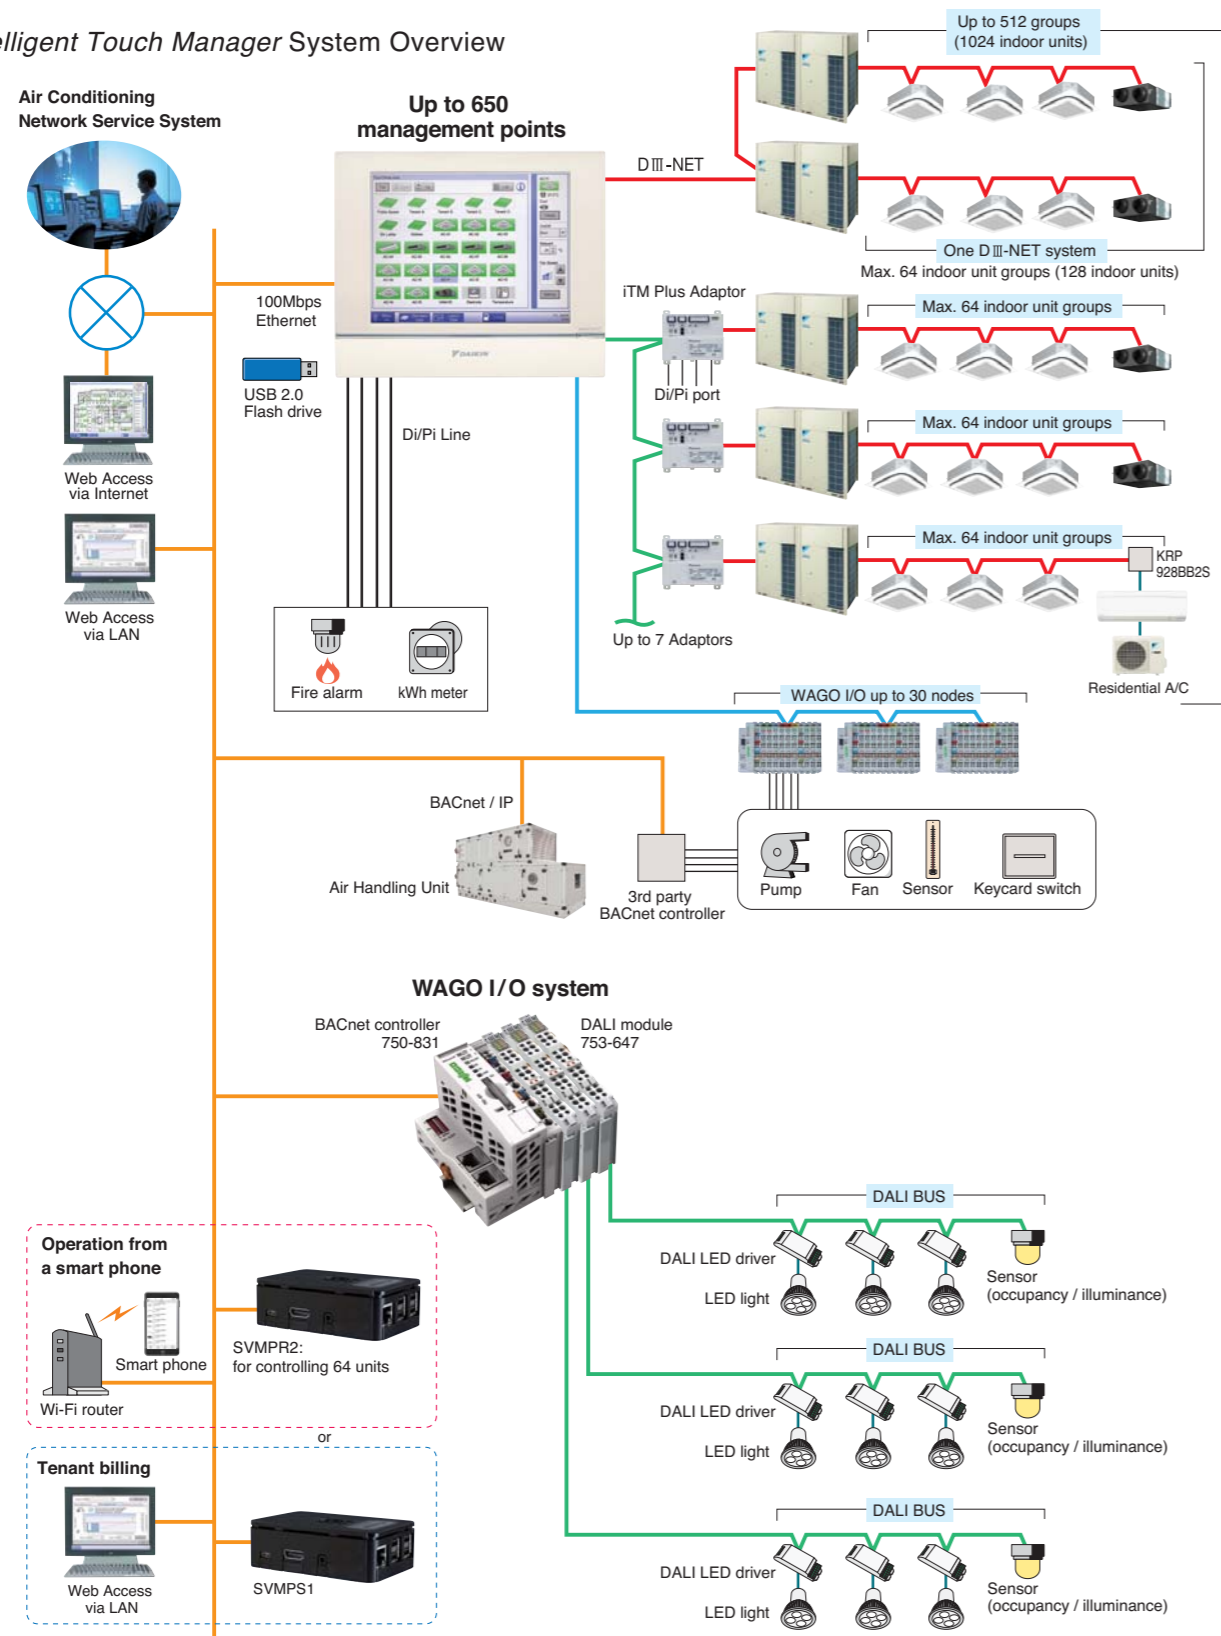 elligent Touch Manager System Overview
Up to 512 groups
(1024 indoor units)
Air Conditioning
Network Service System
Up to 650
management points
DⅢ-NET
One DⅢ-NET system
Max. 64 indoor unit groups (128 indoor units)
100Mbps
Ethernet
iTM Plus Adaptor
Max. 64 indoor unit groups
DAIKIN
USB 2.0
Flash drive
Di/Pi port
Di/Pi Line
Max. 64 indoor unit groups
Web Access
via Internet
Max. 64 indoor unit groups
KRP
928BB2S
Web Access
via LAN
Up to 7 Adaptors
Fire alarm
kWh meter
Residential A/C
WAGO I/O up to 30 nodes
BACnet / IP
Air Handling Unit
3rd party
BACnet controller
Pump
Fan
Sensor
Keycard switch
WAGO I/O system
BACnet controller
750-831
DALI module
753-647
DALI BUS
DALI LED driver
LED light
Sensor
(occupancy / illuminance)
Operation from
a smart phone
Smart phone
Wi-Fi router
SVMPR2:
for controlling 64 units
DALI BUS
DALI LED driver
LED light
Sensor
(occupancy / illuminance)
or
Tenant billing
Web Access
via LAN
SVMPS1
DALI BUS
DALI LED driver
LED light
Sensor
(occupancy / illuminance)